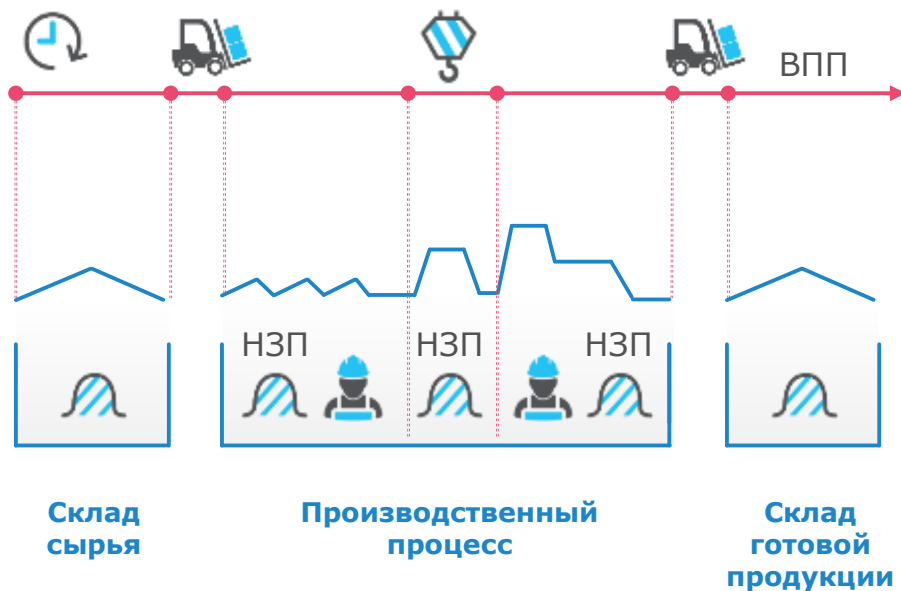 ВПП
НЗП
НЗП
НЗП
Склад
сырья
Производственный
процесс
Склад
готовой
продукции